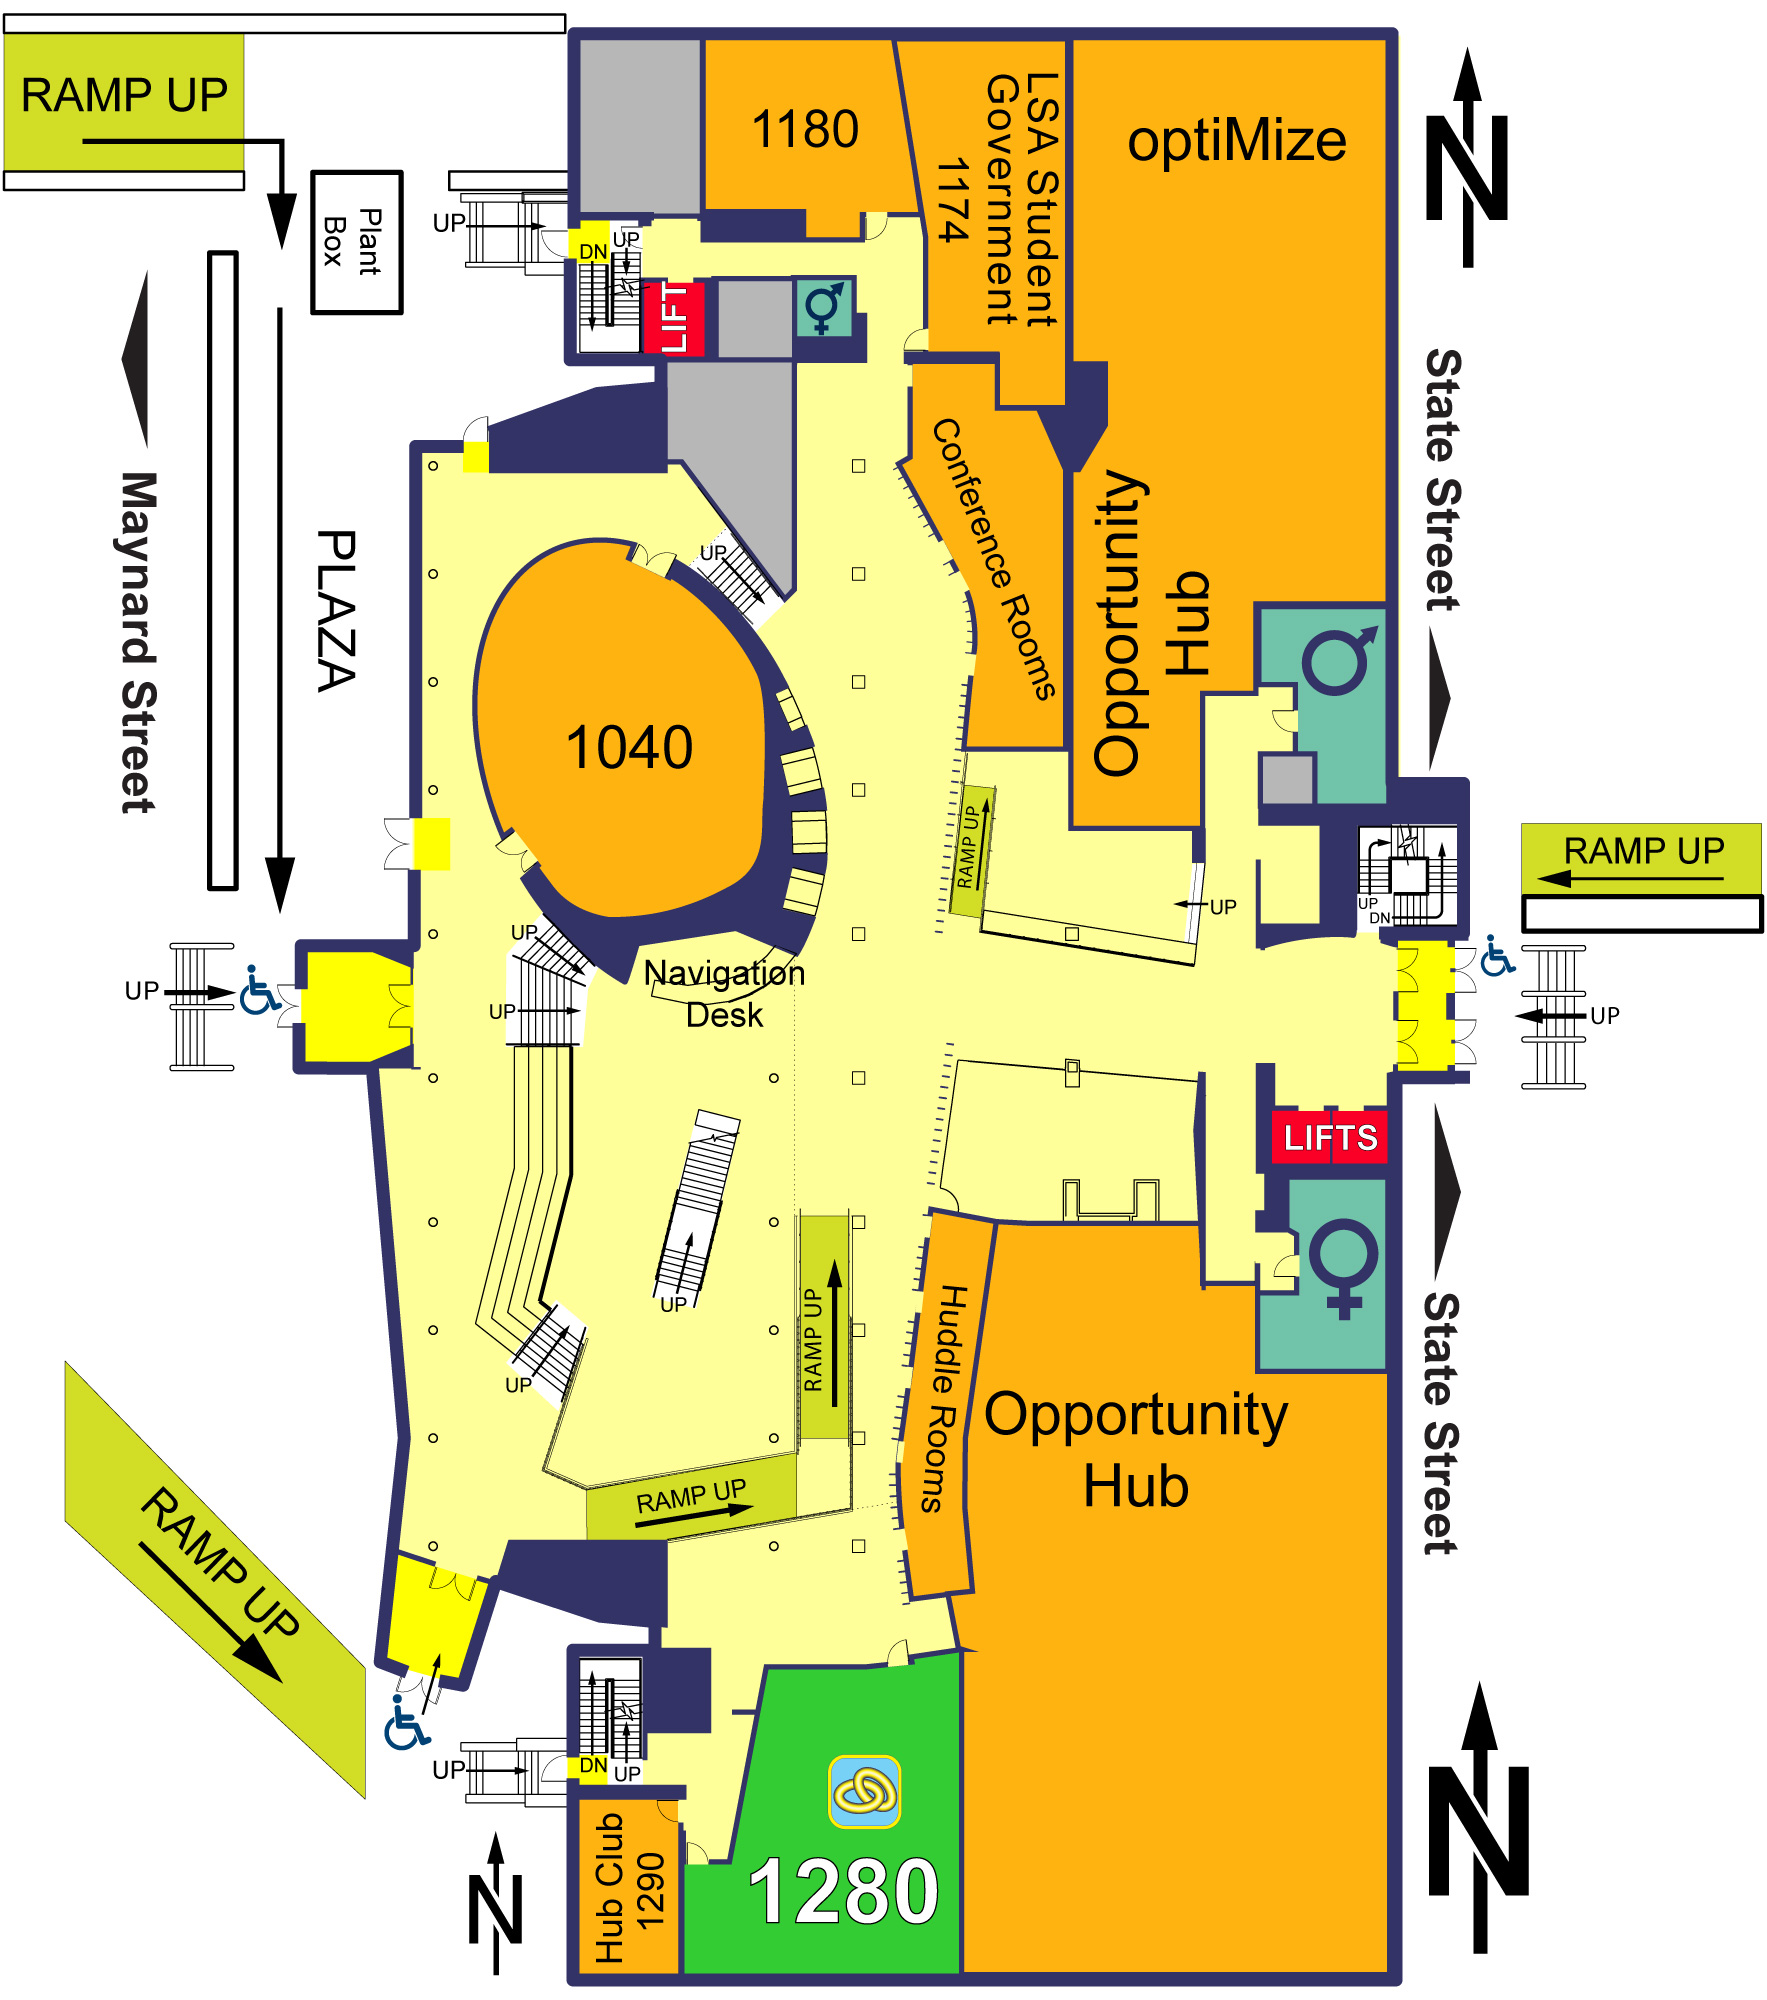 RAMP UP
1180
LSA Student
Government
1174
optiMize
N
Plant
Box
UP
DN
UP
LIFT
State Street
Conference Rooms
Maynard Street
PLAZA
UP
Opportunity
Hub
1040
RAMP UP
UP
UP
DN
RAMP UP
UP
Navigation
Desk
UP
UP
UP
LIFTS
UP
RAMP UP
Huddle Rooms
State Street
UP
Opportunity
Hub
RAMP UP
RAMP UP
UP
DN
UP
1280
Hub Club
1290
N
N